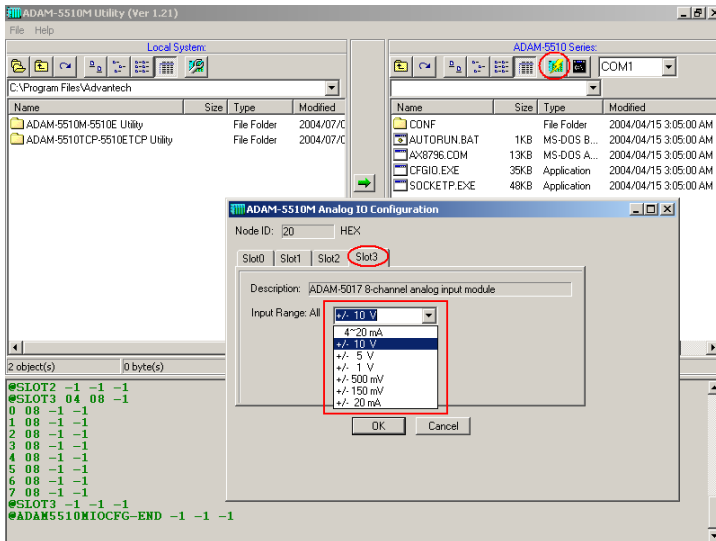 ADAM-5510M Utility (Ver 1.21)
File Help
Local System:
ADAM-5510 Series:
COM1
C:\Program Files\Advantech
Name Size Type Modified
ADAM-5510M-5510E Utility File Folder 2004/07/0
ADAM-5510TCP-5510ETCP Utility File Folder 2004/07/0
Name Size Type Modified
CONF File Folder 2004/04/15 3:05:00 AM
AUTORUN.BAT 1KB MS-DOS B... 2004/04/15 3:05:00 AM
AX8796.COM 13KB MS-DOS A... 2004/04/15 3:05:00 AM
CFGIO.EXE 35KB Application 2004/04/15 3:05:00 AM
SOCKETP.EXE 48KB Application 2004/04/15 3:05:00 AM
ADAM-5510M Analog IO Configuration
Node ID: 20 HEX
Slot0 Slot1 Slot2 Slot3
Description: ADAM-5017 8-channel analog input module
Input Range: All +/- 10 V
4~20 mA
+/- 10 V
+/- 5 V
+/- 1 V
+/- 500 mV
+/- 150 mV
+/- 20 mA
OK Cancel
2 object(s) 0 byte(s)
@SLOT2 -1 -1 -1
@SLOT3 04 08 -1
0 08 -1 -1
1 08 -1 -1
2 08 -1 -1
3 08 -1 -1
4 08 -1 -1
5 08 -1 -1
6 08 -1 -1
7 08 -1 -1
@SLOT3 -1 -1 -1
@ADAM5510MIOCFG-END -1 -1 -1